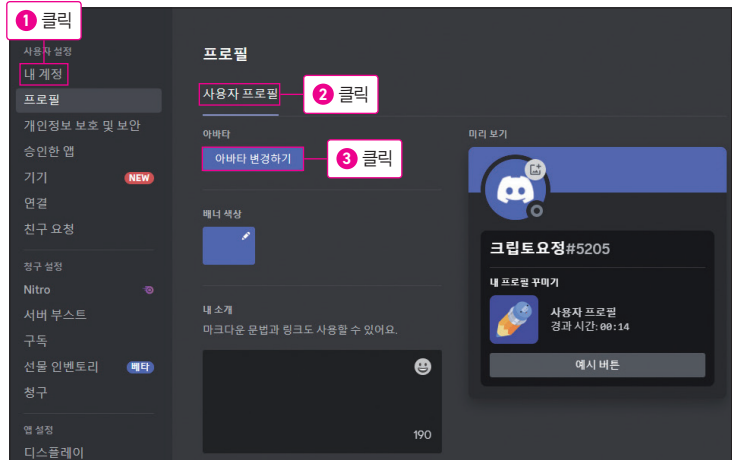 1 클릭
사용자 설정
내 계정
프로필
개인정보 보호 및 보안
승인한 앱
기기 NEW
연결
친구 요청
청구 설정
Nitro
서버 부스트
구독
선물 인벤토리 베타
청구
앱 설정
디스플레이
프로필
사용자 프로필 2 클릭
아바타
아바타 변경하기 3 클릭
배너 색상
내 소개
마크다운 문법과 링크도 사용할 수 있어요.
190
미리 보기
크립토요정#5205
내 프로필 꾸미기
사용자 프로필
경과 시간: 00:14
예시 버튼